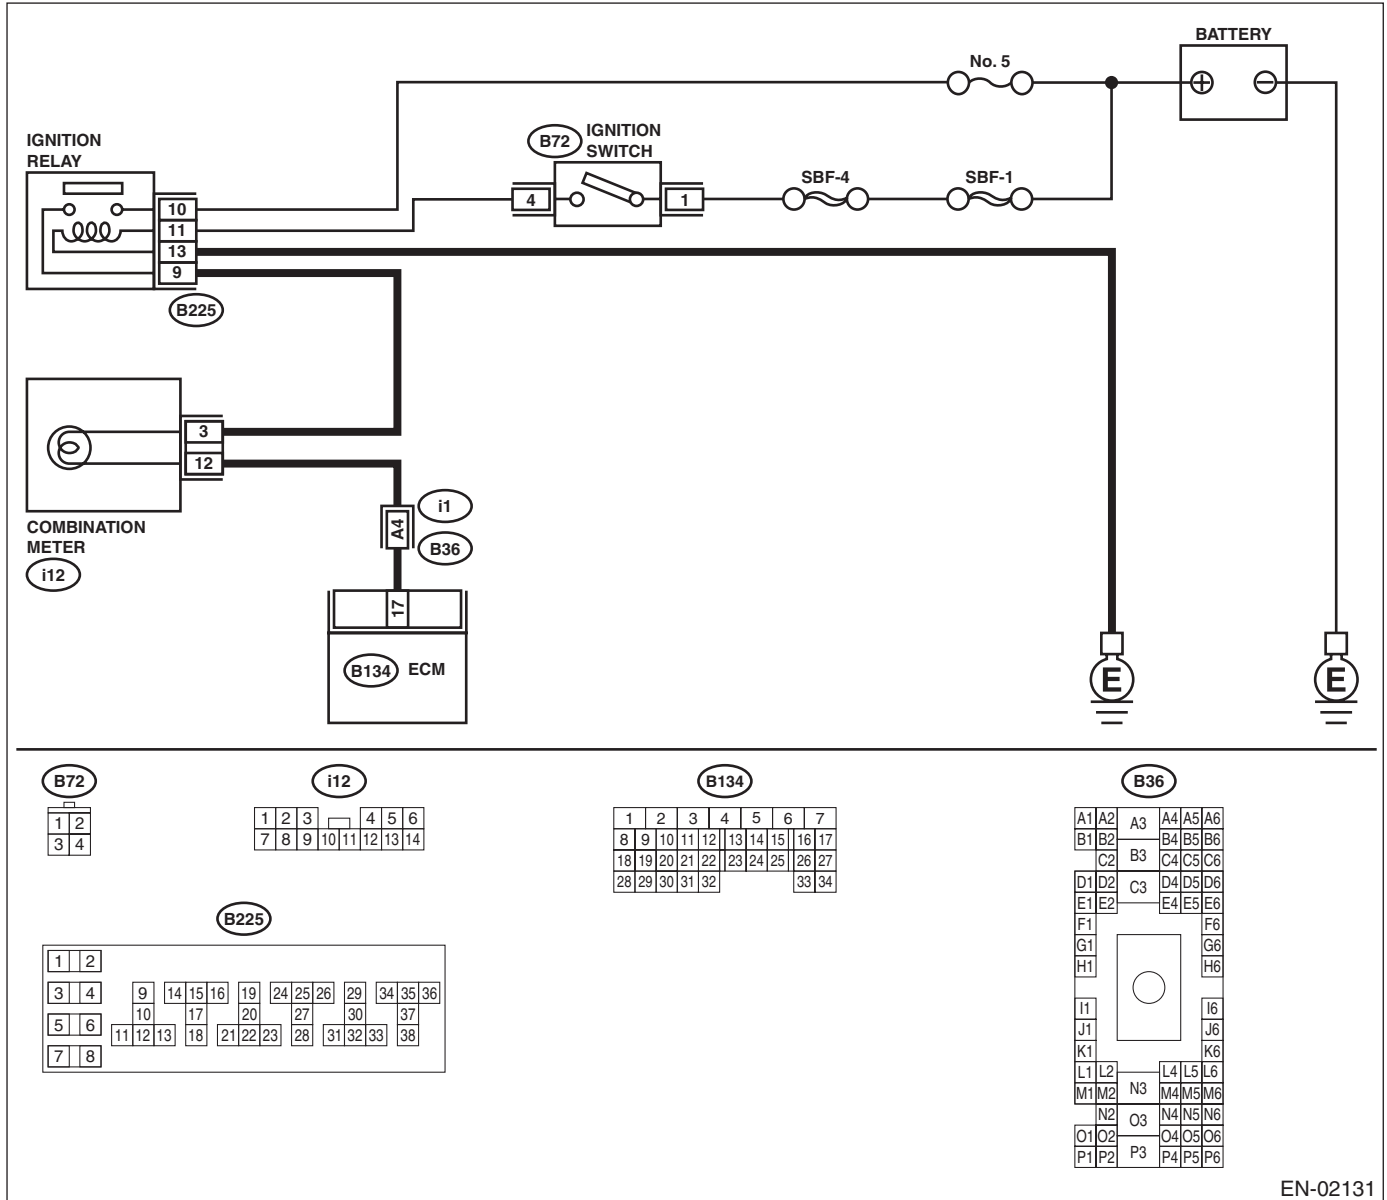 BATTERY
No. 5
IGNITION
RELAY
B72
IGNITION
SWITCH
SBF-4
SBF-1
4
1
10
11
13
9
B225
3
12
COMBINATION
METER
i12
i1
A4
B36
17
B134 ECM
E
E
B72
1 2
3 4
i12
1 2 3 4 5 6
7 8 9 10 11 12 13 14
B134
1 2 3 4 5 6 7
8 9 10 11 12 13 14 15 16 17
18 19 20 21 22 23 24 25 26 27
28 29 30 31 32 33 34
B225
1 2
3 4 9 14 15 16 19 24 25 26 29 34 35 36
10 17 20 27 30 37
5 6
11 12 13 18 21 22 23 28 31 32 33 38
7 8
B36
A1 A2 A3 A4 A5 A6
B1 B2 B4 B5 B6
C2 B3 C4 C5 C6
D1 D2 C3 D4 D5 D6
E1 E2 E4 E5 E6
F1 F6
G1 G6
H1 H6
I1 I6
J1 J6
K1 K6
L1 L2 L4 L5 L6
M1 M2 N3 M4 M5 M6
N2 O3 N4 N5 N6
O1 O2 O4 O5 O6
P1 P2 P3 P4 P5 P6
EN-02131